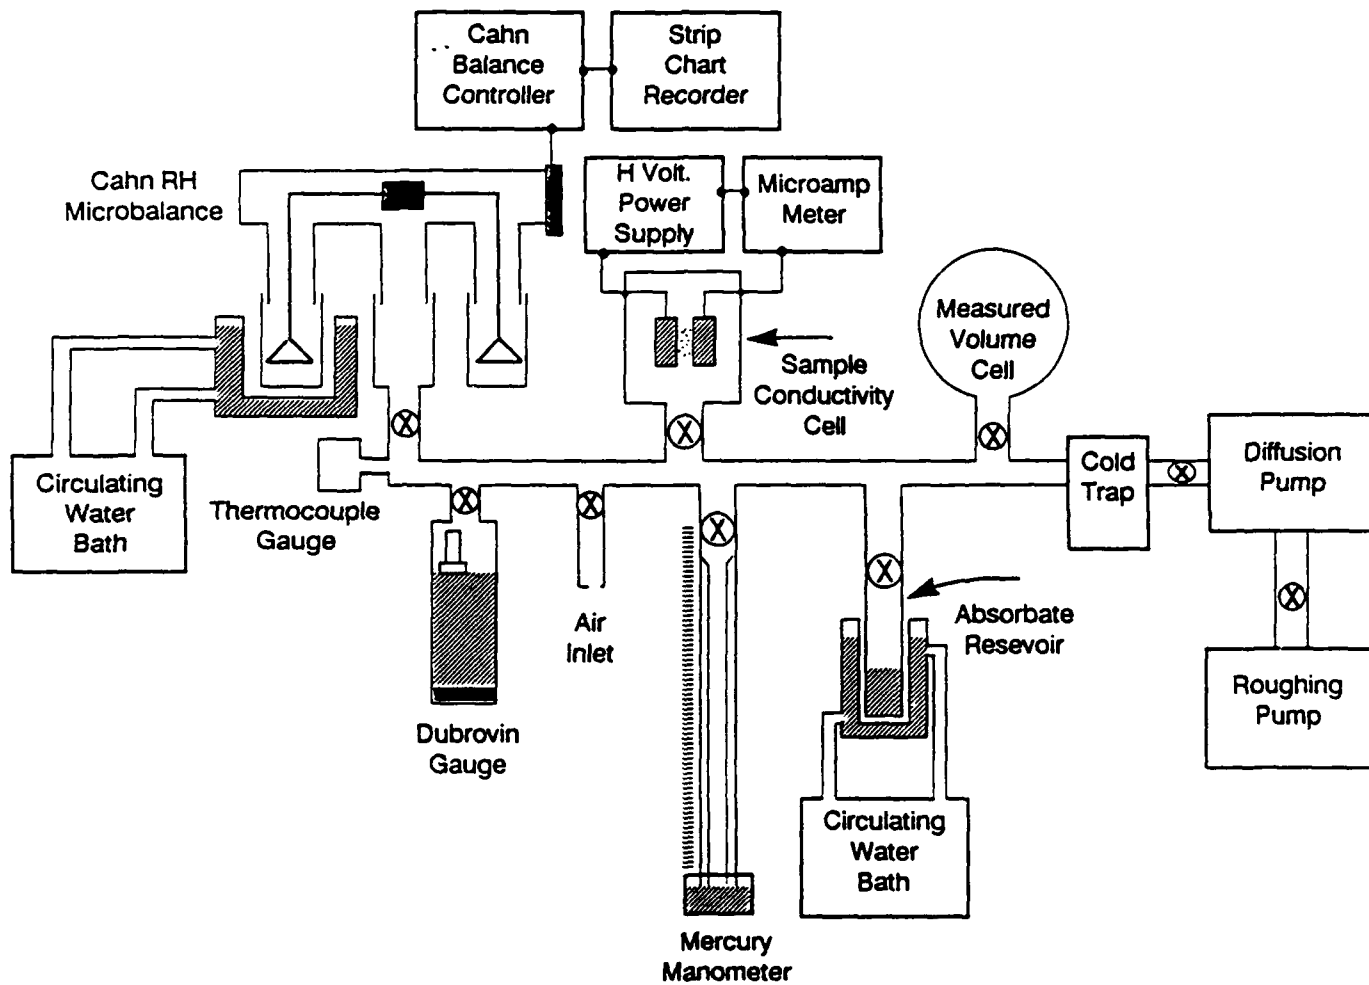 Cahn
Balance
Controller
Strip
Chart
Recorder
Cahn RH
Microbalance
H Volt.
Power
Supply
Microamp
Meter
Measured
Volume
Cell
Sample
Conductivity
Cell
Circulating
Water
Bath
Thermocouple
Gauge
Cold
Trap
Diffusion
Pump
Air
Inlet
Absorbate
Resevoir
Roughing
Pump
Dubrovin
Gauge
Circulating
Water
Bath
Mercury
Manometer